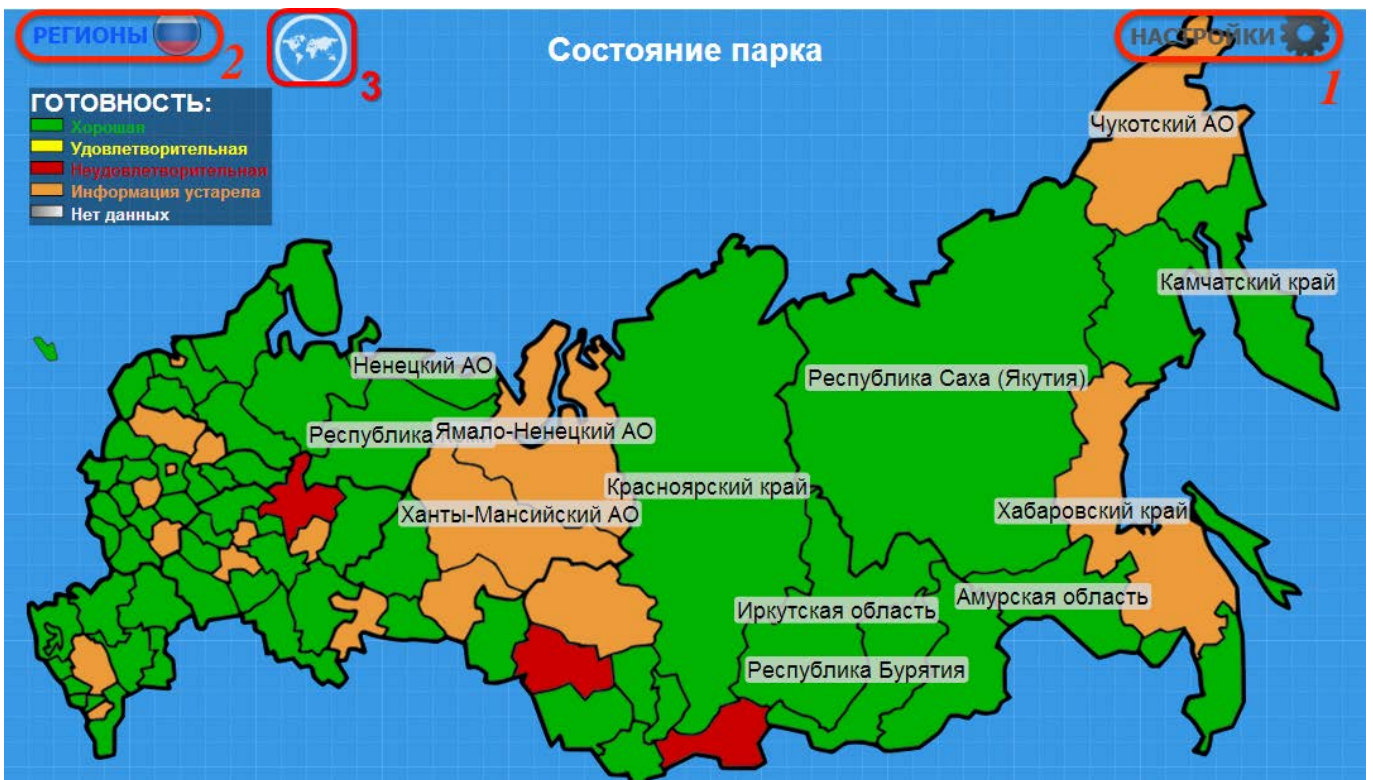 РЕГИОНЫ
2
3
Состояние парка
НАСТРОЙКИ
1
ГОТОВНОСТЬ:
Хорошая
Удовлетворительная
Неудовлетворительная
Информация устарела
Нет данных
Чукотский АО
Камчатский край
Ненецкий АО
Республика Саха (Якутия)
Республика
Ямало-Ненецкий АО
Красноярский край
Ханты-Мансийский АО
Хабаровский край
Иркутская область
Амурская область
Республика Бурятия